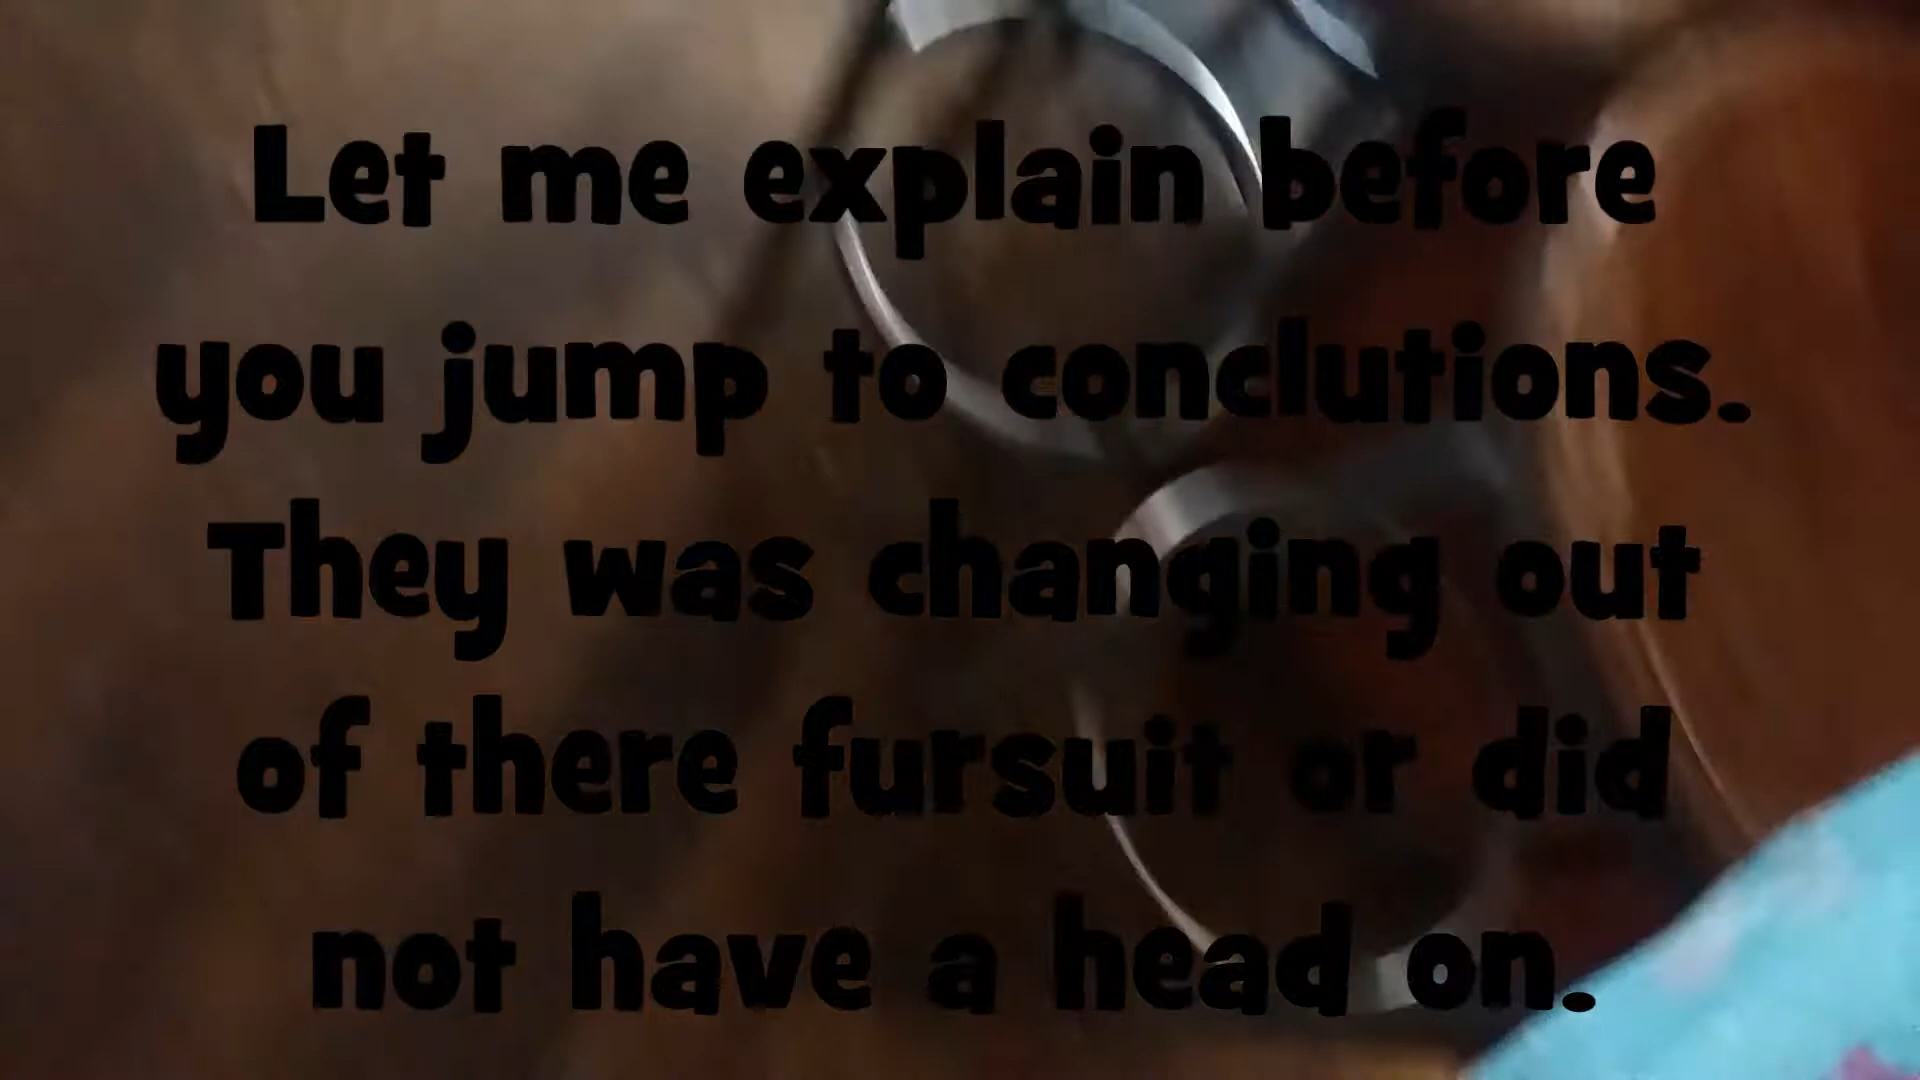 Let me explain before
you jump to conclutions.
They was changing out
of there fursuit or did
not have a head on.